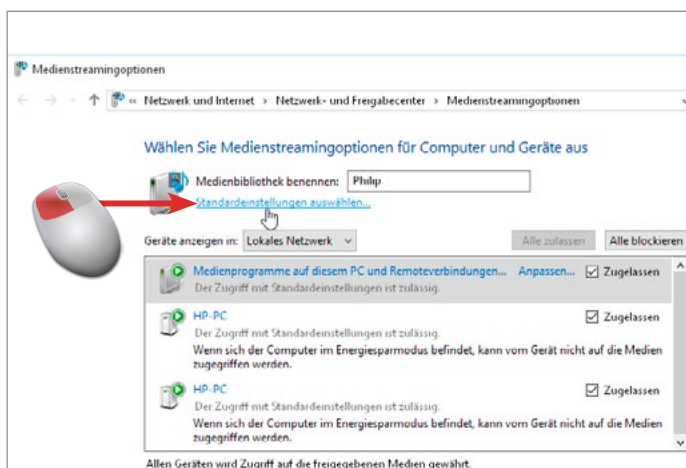 Medienstreamingoptionen
« Netzwerk und Internet > Netzwerk- und Freigabecenter > Medienstreamingoptionen
Wählen Sie Medienstreamingoptionen für Computer und Geräte aus
Medienbibliothek benennen: Philip
Standardeinstellungen auswählen...
Geräte anzeigen in: Lokales Netzwerk Alle zulassen Alle blockieren
Medienprogramme auf diesem PC und Remoteverbindungen... Anpassen... Zugelassen
Der Zugriff mit Standardeinstellungen ist zulässig.
HP-PC Zugelassen
Der Zugriff mit Standardeinstellungen ist zulässig.
Wenn sich der Computer im Energiesparmodus befindet, kann vom Gerät nicht auf die Medien
zugegriffen werden.
HP-PC Zugelassen
Der Zugriff mit Standardeinstellungen ist zulässig.
Wenn sich der Computer im Energiesparmodus befindet, kann vom Gerät nicht auf die Medien
zugegriffen werden.
Allen Geräten wird Zugriff auf die freigegebenen Medien gewährt.